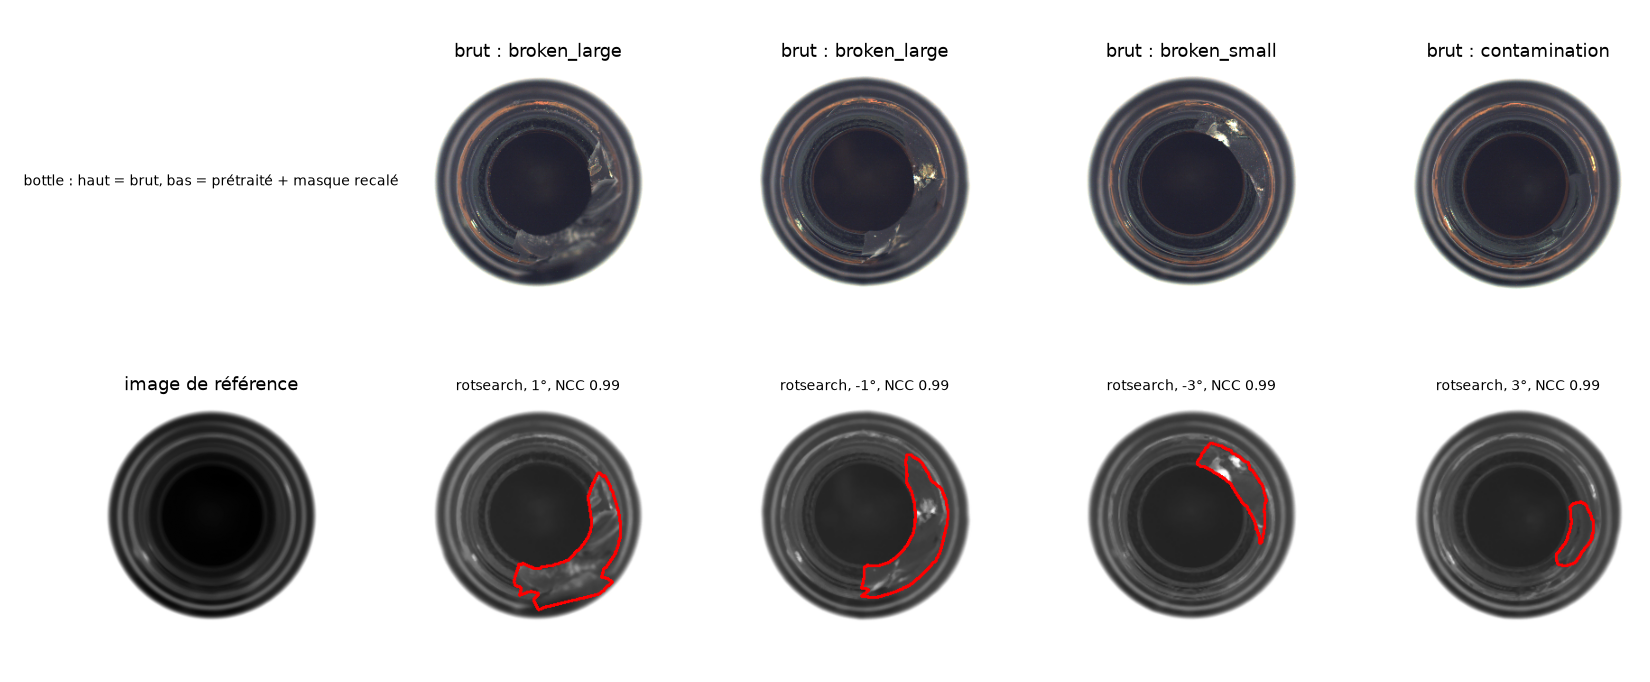 brut : broken_large
brut : broken_large
brut : broken_small
brut : contamination
bottle : haut = brut, bas = prétraité + masque recalé
image de référence
rotsearch, 1°, NCC 0.99
rotsearch, -1°, NCC 0.99
rotsearch, -3°, NCC 0.99
rotsearch, 3°, NCC 0.99